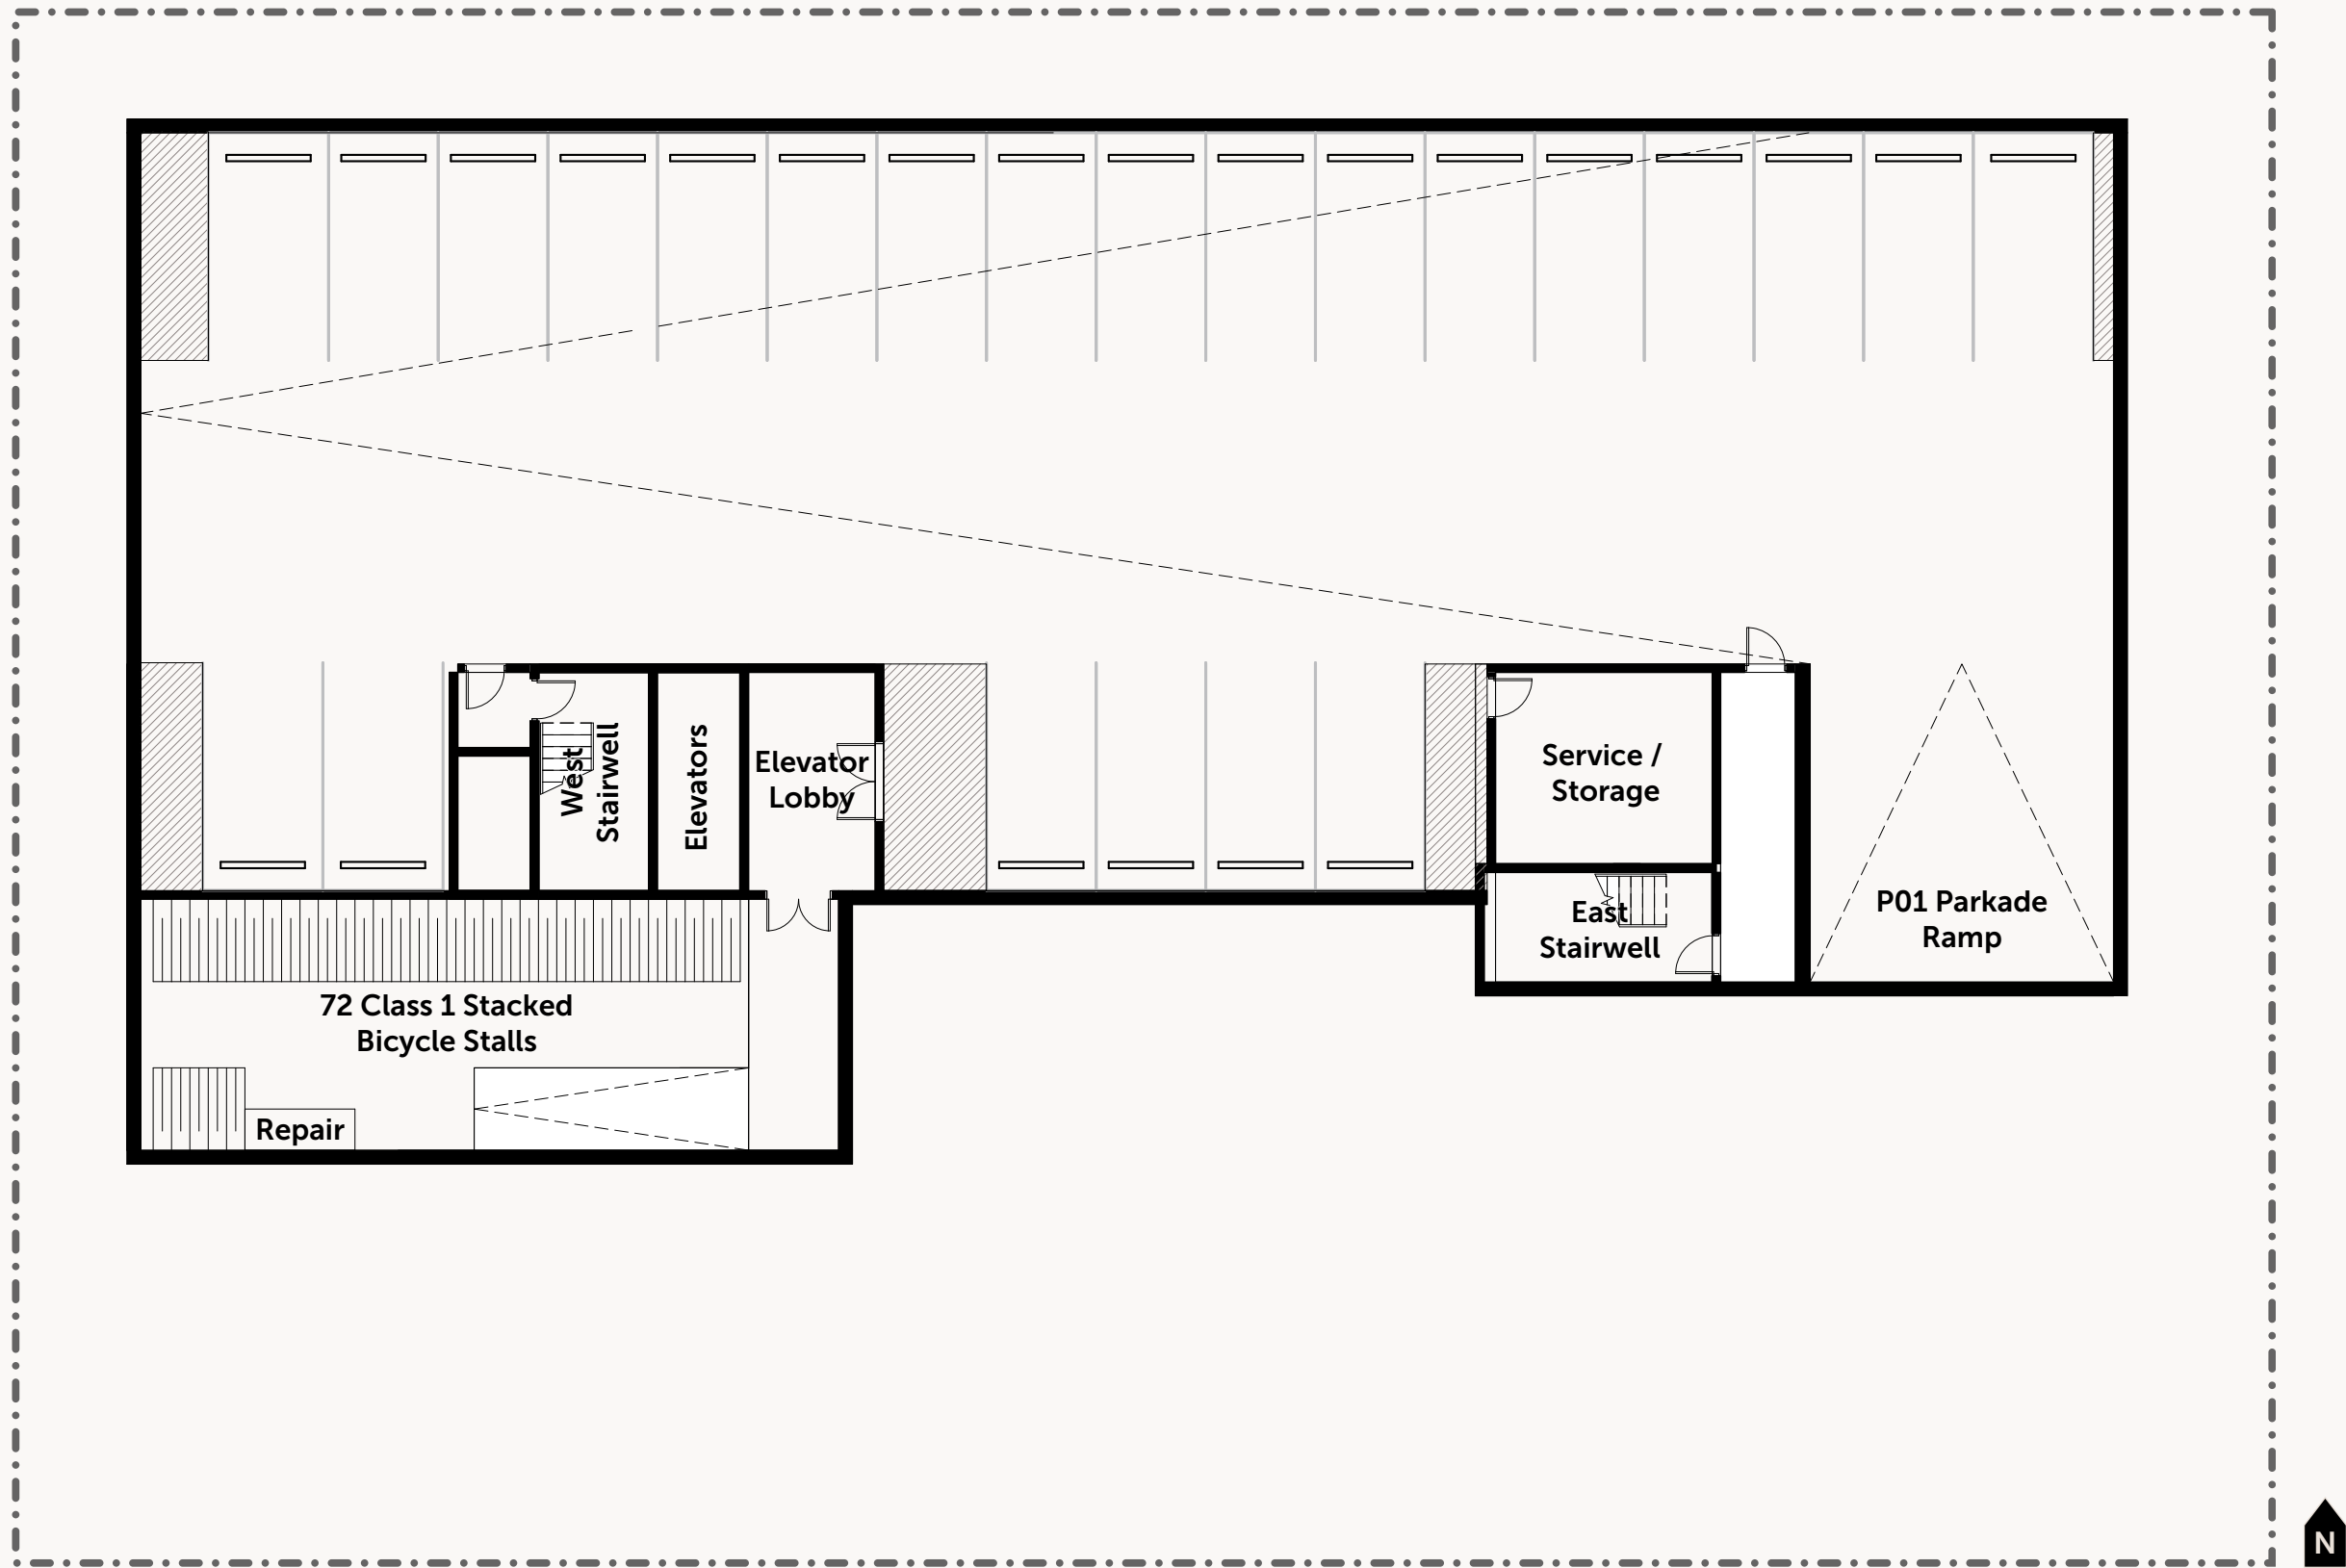 West
Stairwell
Elevators
Elevator
Lobby
Service /
Storage
East
Stairwell
P01 Parkade
Ramp
72 Class 1 Stacked
Bicycle Stalls
Repair
N